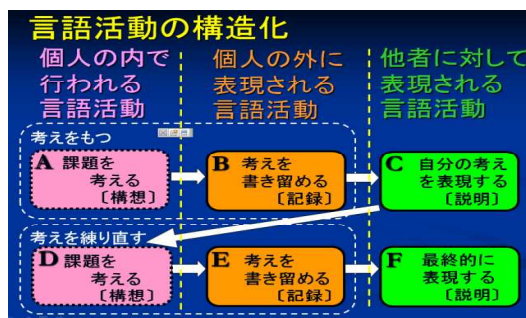 言語活動の構造化
個人の内で
行われる
言語活動
個人の外に
表現される
言語活動
他者に対して
表現される
言語活動
考えをもつ
A 課題を
考える
〔構想〕
B 考えを
書き留める
〔記録〕
C 自分の考え
を表現する
〔説明〕
考えを練り直す
D 課題を
考える
〔構想〕
E 考えを
書き留める
〔記録〕
F 最終的に
表現する
〔説明〕